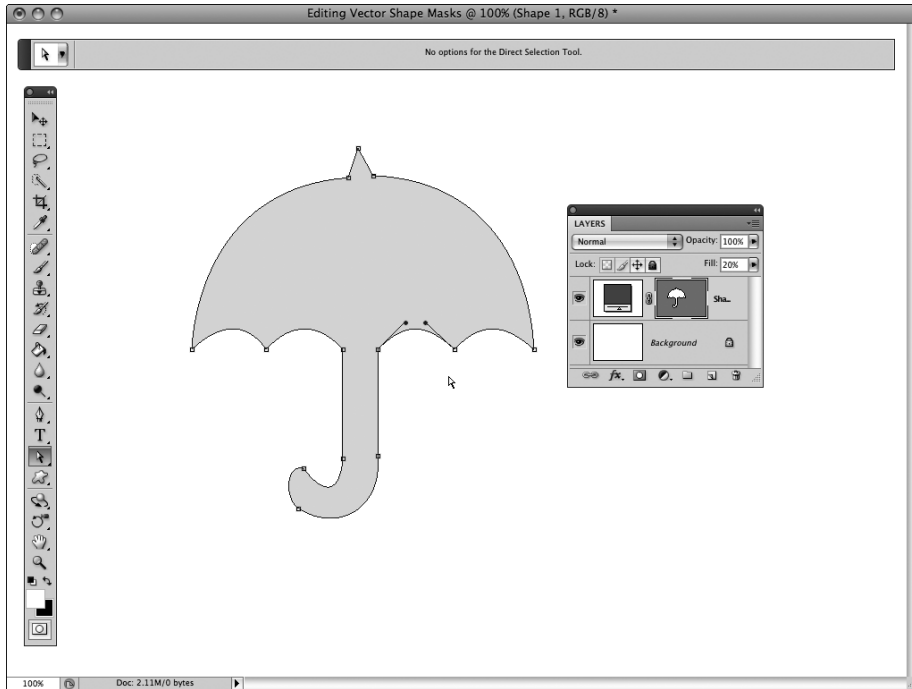 Editing Vector Shape Masks @ 100% (Shape 1, RGB/8) *
No options for the Direct Selection Tool.
LAYERS
Normal Opacity: 100%
Lock: Fill: 20%
Sha...
Background
fx.
T
100% Doc: 2.11M/0 bytes